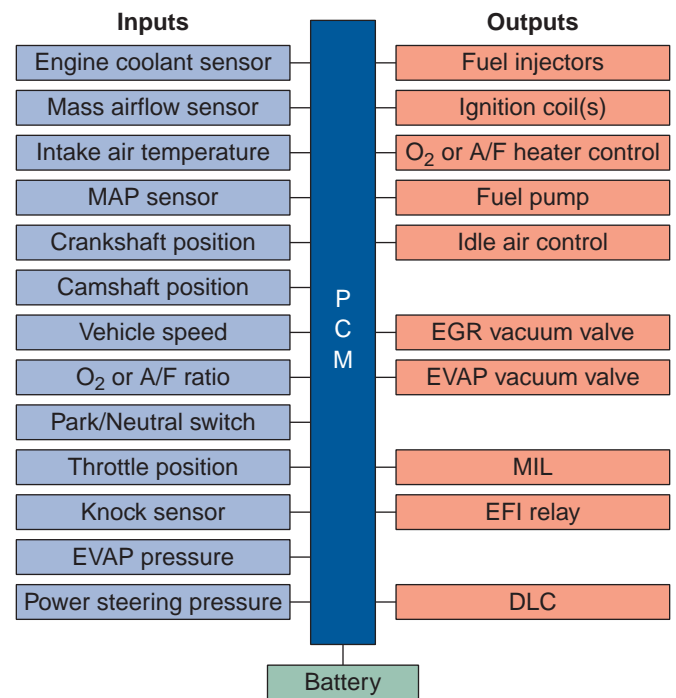 Inputs
Outputs
Engine coolant sensor
Fuel injectors
Mass airflow sensor
Ignition coil(s)
Intake air temperature
O₂ or A/F heater control
MAP sensor
Fuel pump
Crankshaft position
Idle air control
Camshaft position
P
C
M
Vehicle speed
EGR vacuum valve
O₂ or A/F ratio
EVAP vacuum valve
Park/Neutral switch
Throttle position
MIL
Knock sensor
EFI relay
EVAP pressure
Power steering pressure
DLC
Battery